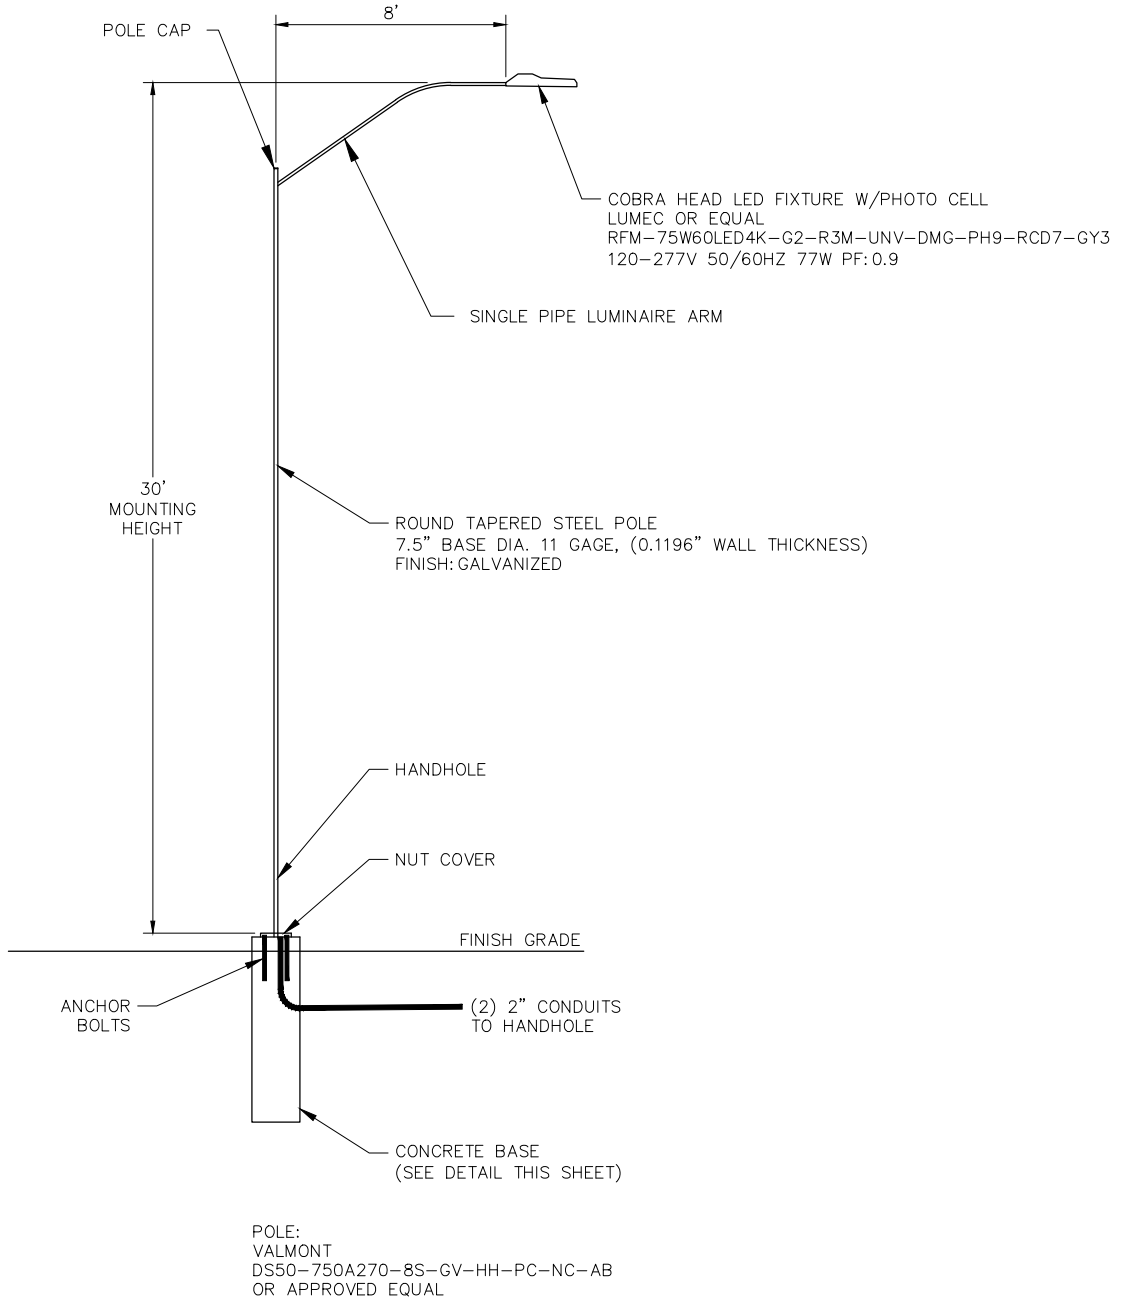 8'
POLE CAP
COBRA HEAD LED FIXTURE W/PHOTO CELL
LUMEC OR EQUAL
RFM-75W60LED4K-G2-R3M-UNV-DMG-PH9-RCD7-GY3
120-277V 50/60HZ 77W PF:0.9
SINGLE PIPE LUMINAIRE ARM
30'
MOUNTING
HEIGHT
ROUND TAPERED STEEL POLE
7.5" BASE DIA. 11 GAGE, (0.1196" WALL THICKNESS)
FINISH: GALVANIZED
HANDHOLE
NUT COVER
FINISH GRADE
ANCHOR
BOLTS
(2) 2" CONDUITS
TO HANDHOLE
CONCRETE BASE
(SEE DETAIL THIS SHEET)
POLE:
VALMONT
DS50-750A270-8S-GV-HH-PC-NC-AB
OR APPROVED EQUAL